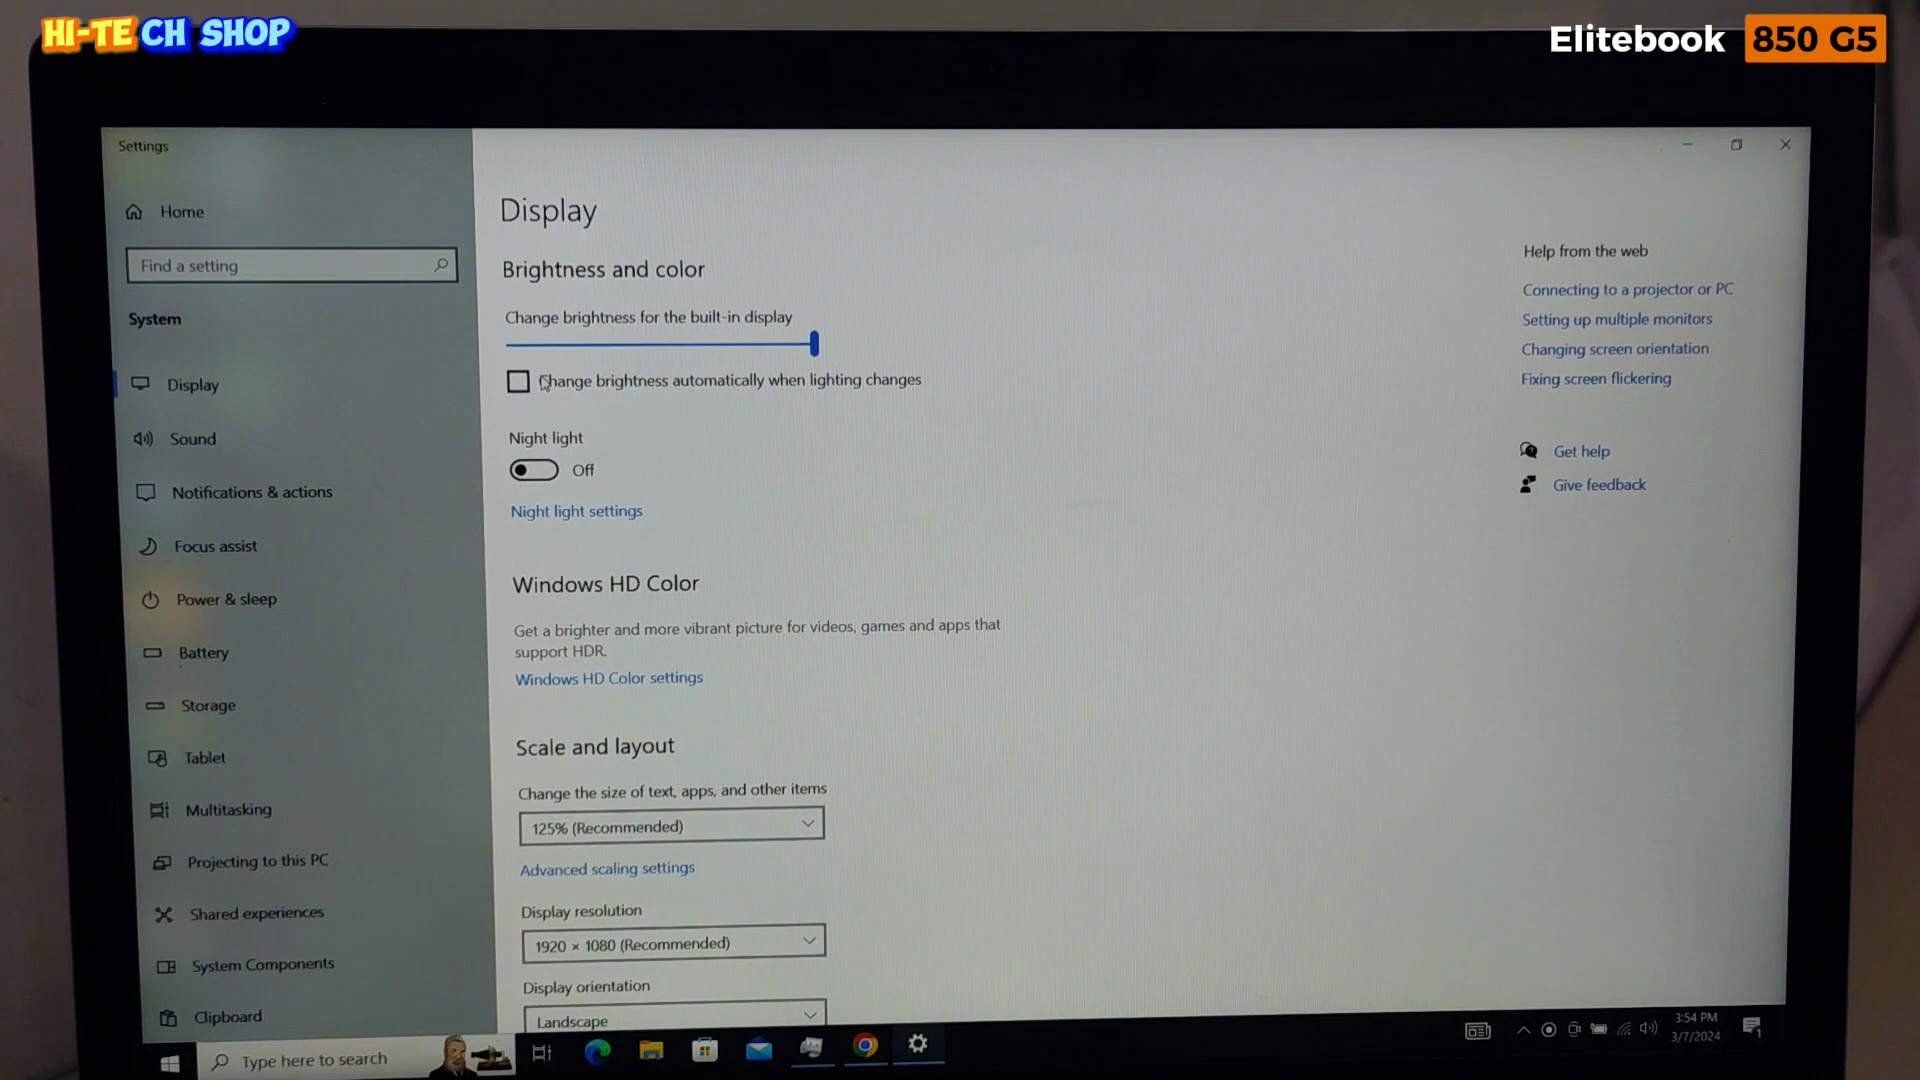 HI-TECH SHOP
Elitebook 850 G5
Settings
Home
Find a setting
System
Display
Sound
Notifications & actions
Focus assist
Power & sleep
Battery
Storage
Tablet
Multitasking
Projecting to this PC
Shared experiences
System Components
Clipboard
Display
Brightness and color
Change brightness for the built-in display
Change brightness automatically when lighting changes
Night light
Off
Night light settings
Windows HD Color
Get a brighter and more vibrant picture for videos, games and apps that
support HDR.
Windows HD Color settings
Scale and layout
Change the size of text, apps, and other items
125% (Recommended)
Advanced scaling settings
Display resolution
1920 × 1080 (Recommended)
Display orientation
Landscape
Help from the web
Connecting to a projector or PC
Setting up multiple monitors
Changing screen orientation
Fixing screen flickering
Get help
Give feedback
Type here to search
3:54 PM
3/7/2024
1